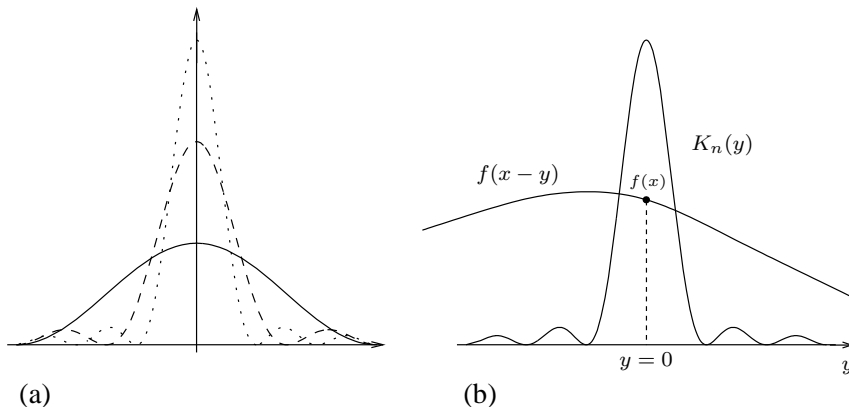 K_n(y)
f(x − y)
f(x)
y = 0
y
(a)
(b)